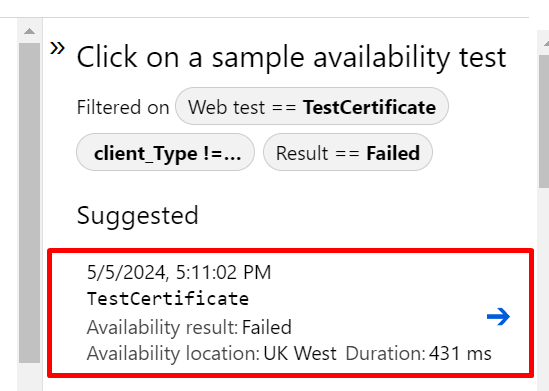 » Click on a sample availability test
Filtered on Web test == TestCertificate
client_Type !=... Result == Failed
Suggested
5/5/2024, 5:11:02 PM
TestCertificate
Availability result: Failed
Availability location: UK West Duration: 431 ms